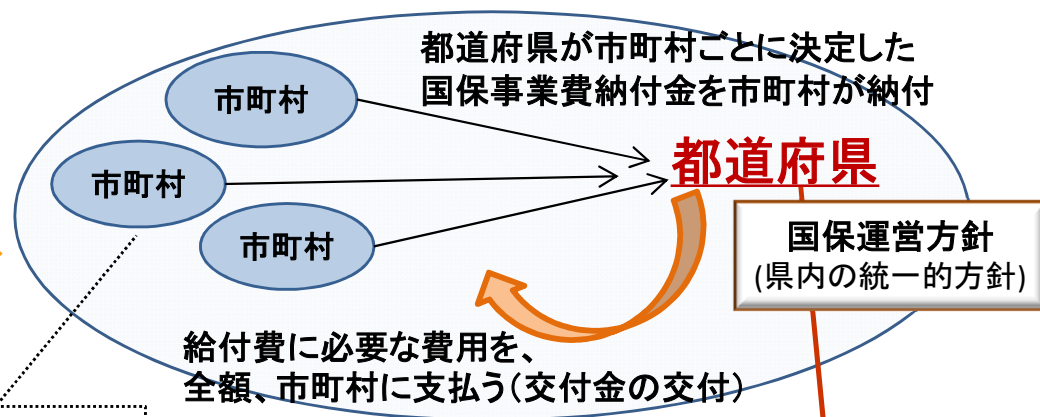 都道府県が市町村ごとに決定した
国保事業費納付金を市町村が納付
市町村
市町村
市町村
都道府県
国保運営方針
(県内の統一的方針)
給付費に必要な費用を、
全額、市町村に支払う(交付金の交付)